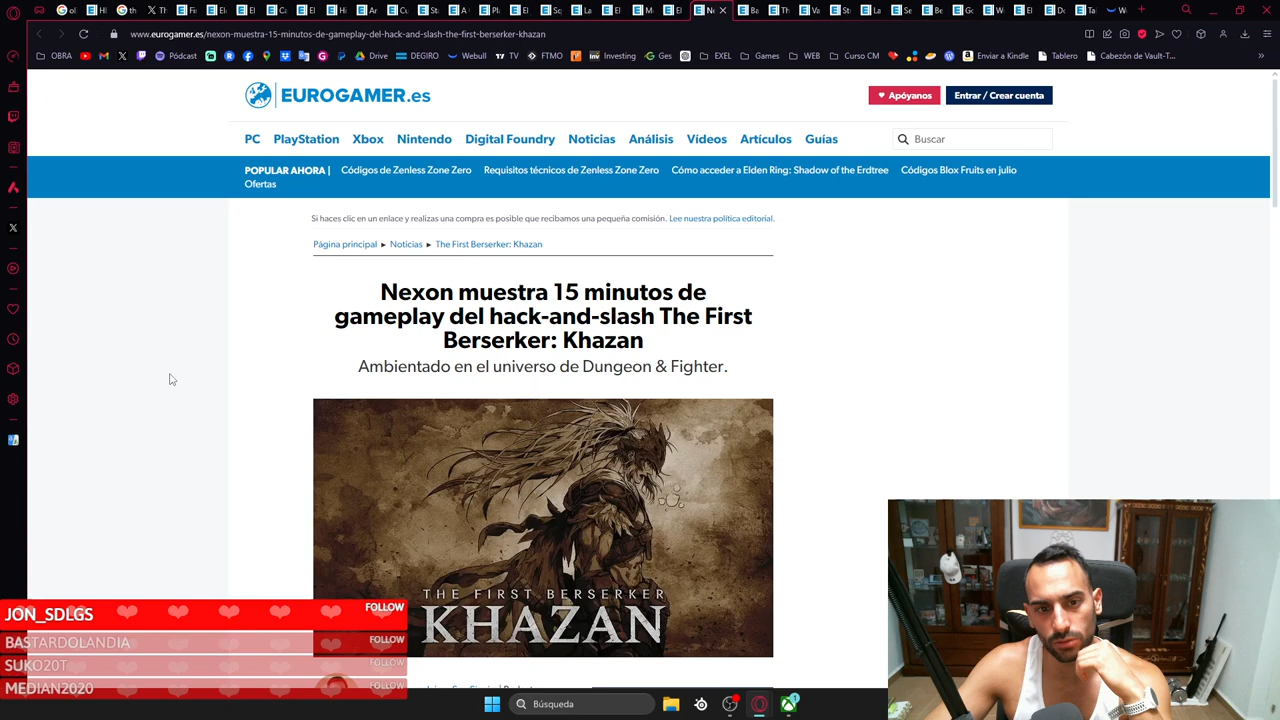 www.eurogamer.es/nexon-muestra-15-minutos-de-gameplay-del-hack-and-slash-the-first-berserker-khazan
OBRA
Pódcast
Drive
DEGIRO
Webull
TV
FTMO
Investing
Ges
EXEL
Games
WEB
Curso CM
Enviar a Kindle
Tablero
Cabezón de Vault-T...
EUROGAMER.es
Apóyanos
Entrar / Crear cuenta
PC PlayStation Xbox Nintendo Digital Foundry Noticias Análisis Vídeos Artículos Guías
Buscar
POPULAR AHORA | Códigos de Zenless Zone Zero Requisitos técnicos de Zenless Zone Zero Cómo acceder a Elden Ring: Shadow of the Erdtree Códigos Blox Fruits en julio
Ofertas
Si haces clic en un enlace y realizas una compra es posible que recibamos una pequeña comisión. Lee nuestra política editorial.
Página principal ▸ Noticias ▸ The First Berserker: Khazan
Nexon muestra 15 minutos de
gameplay del hack-and-slash The First
Berserker: Khazan
Ambientado en el universo de Dungeon & Fighter.
THE FIRST BERSERKER
KHAZAN
JON_SDLGS FOLLOW
BASTARDOLANDIA FOLLOW
SUKO20T FOLLOW
MEDIAN2020 FOLLOW
Búsqueda